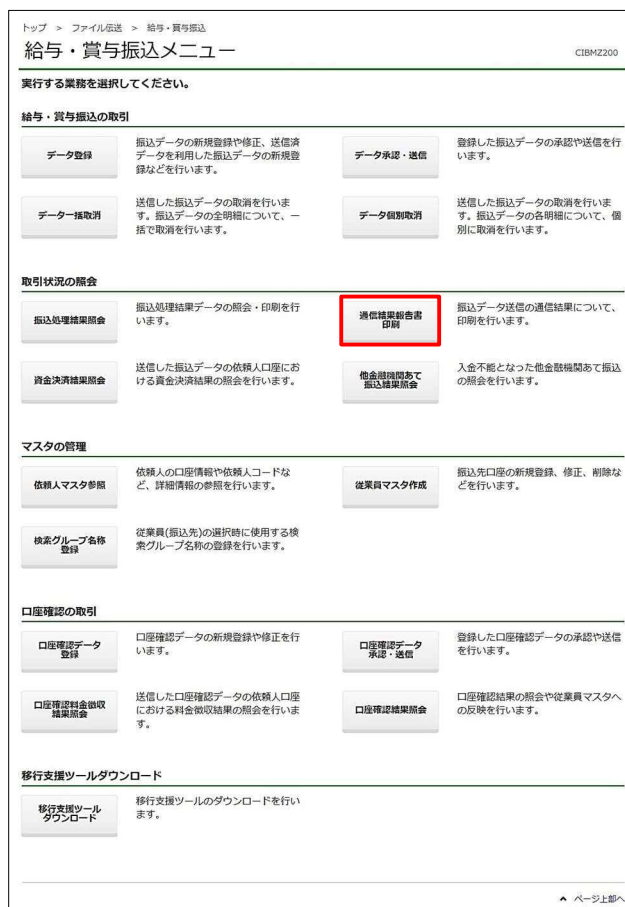 トップ > ファイル伝送 > 給与・賞与振込
給与・賞与振込メニュー
CIBMZ200
実行する業務を選択してください。
給与・賞与振込の取引
データ登録
振込データの新規登録や修正、送信済
データを利用した振込データの新規登
録などを行います。
データ承認・送信
登録した振込データの承認や送信を行
います。
データ一括取消
送信した振込データの取消を行いま
す。振込データの全明細について、一
括で取消を行います。
データ個別取消
送信した振込データの取消を行いま
す。振込データの各明細について、個
別に取消を行います。
取引状況の照会
振込処理結果照会
振込処理結果データの照会・印刷を行
います。
通信結果報告書
印刷
振込データ送信の通信結果について、
印刷を行います。
資金決済結果照会
送信した振込データの依頼人口座にお
ける資金決済結果の照会を行います。
他金融機関あて
振込結果照会
入金不能となった他金融機関あて振込
の照会を行います。
マスタの管理
依頼人マスタ参照
依頼人の口座情報や依頼人コードな
ど、詳細情報の参照を行います。
従業員マスタ作成
振込先口座の新規登録、修正、削除な
どを行います。
検索グループ名称
登録
従業員(振込先)の選択時に使用する検
索グループ名称の登録を行います。
口座確認の取引
口座確認データ
登録
口座確認データの新規登録や修正を行
います。
口座確認データ
承認・送信
登録した口座確認データの承認や送信
を行います。
口座確認料金徴収
結果照会
送信した口座確認データの依頼人口座
における料金徴収結果の照会を行いま
す。
口座確認結果照会
口座確認結果の照会や従業員マスタへ
の反映を行います。
移行支援ツールダウンロード
移行支援ツール
ダウンロード
移行支援ツールのダウンロードを行い
ます。
ページ上部へ